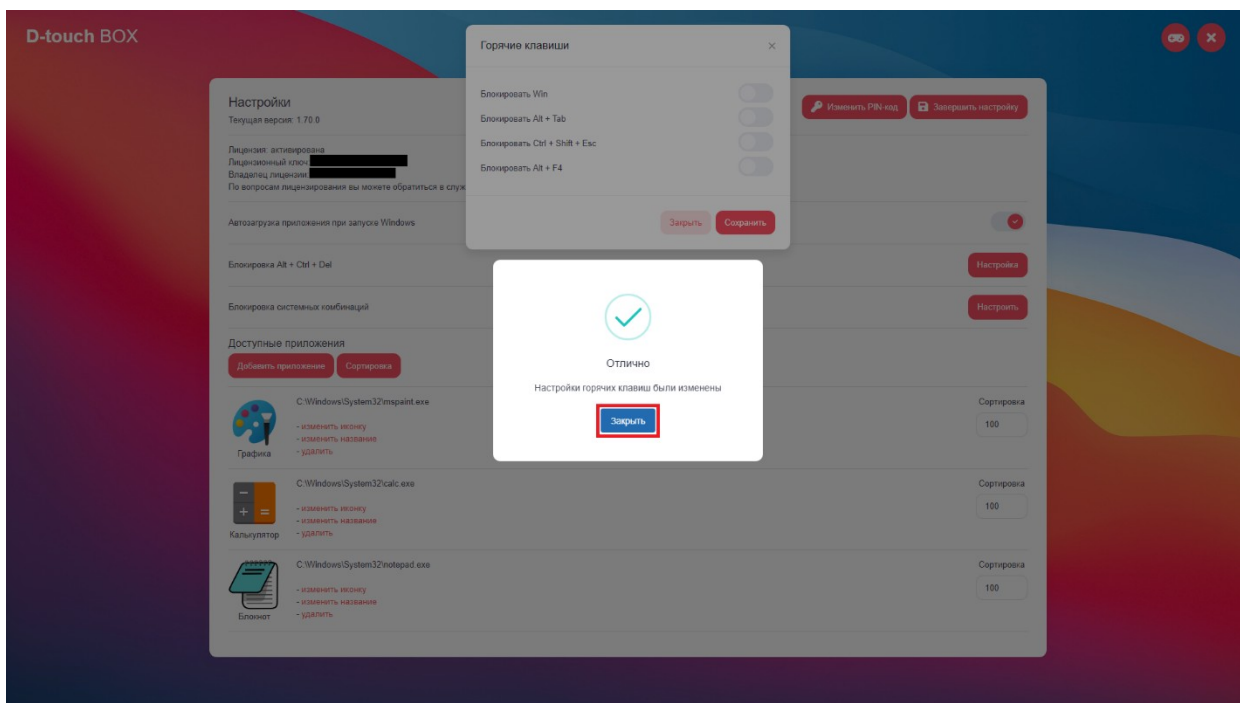 D-touch BOX
Горячие клавиши
Блокировать Win
Блокировать Alt + Tab
Блокировать Ctrl + Shift + Esc
Блокировать Alt + F4
Закрыть Сохранить
Настройки
Текущая версия: 1.70.0
Изменить PIN-код Завершить настройку
Лицензия: активирована
Лицензионный ключ:
Владелец лицензии:
По вопросам лицензирования вы можете обратиться в служ
Автозагрузка приложения при запуске Windows
Блокировка Alt + Ctrl + Del
Настройка
Блокировка системных комбинаций
Настроить
Отлично
Настройки горячих клавиш были изменены
Закрыть
Доступные приложения
Добавить приложение Сортировка
C:\Windows\System32\mspaint.exe
Сортировка
- изменить иконку
100
- изменить название
- удалить
Графика
C:\Windows\System32\calc.exe
Сортировка
- изменить иконку
100
- изменить название
- удалить
Калькулятор
C:\Windows\System32\notepad.exe
Сортировка
- изменить иконку
100
- изменить название
- удалить
Блокнот